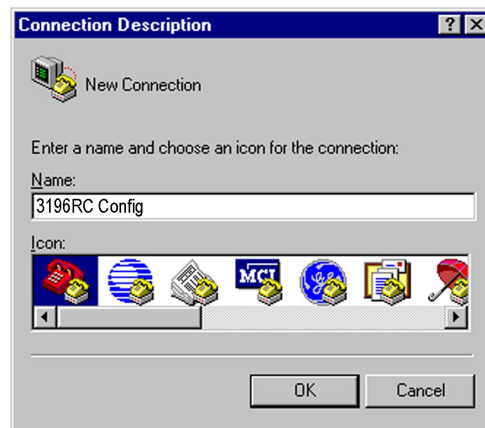 Connection Description
New Connection
Enter a name and choose an icon for the connection:
Name:
3196RC Config
Icon:
MCI
OK
Cancel